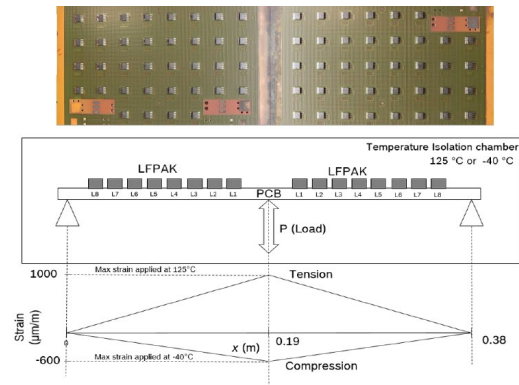 Temperature Isolation chamber
125 °C or -40 °C
LFPAK
LFPAK
L8 L7 L6 L5 L4 L3 L2 L1 PCB L1 L2 L3 L4 L5 L6 L7 L8
P (Load)
1000
Max strain applied at 125°C
Tension
Strain
(µm/m)
0
x (m)
0.19
0.38
-600
Max strain applied at -40°C
Compression